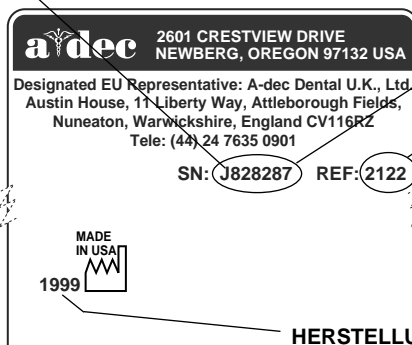 a dec 2601 CRESTVIEW DRIVE
NEWBERG, OREGON 97132 USA
Designated EU Representative: A-dec Dental U.K., Ltd.
Austin House, 11 Liberty Way, Attleborough Fields,
Nuneaton, Warwickshire, England CV116RZ
Tele: (44) 24 7635 0901
SN: J828287 REF: 2122
MADE
IN USA
1999
HERSTELLU